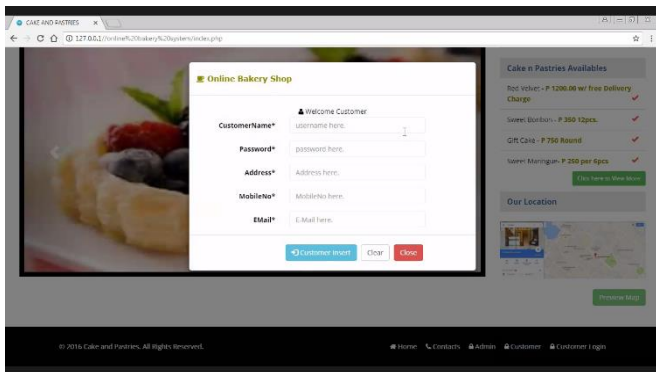 CAKE AND PASTRIES
127.0.0.1//online%20bakery%20system/index.php
Online Bakery Shop
Welcome Customer
CustomerName* username here.
Password* password here.
Address* Address here.
MobileNo* MobileNo here.
EMail* E-Mail here.
Customer Insert Clear Close
Cake n Pastries Availables
Red Velvet - P 1200.00 w/ free Delivery
Charge
Sweet Bonbon - P 350 12pcs.
Gift Cake - P 750 Round
Sweet Maringue- P 250 per 6pcs
Click here to View More
Our Location
Preview Map
© 2016 Cake and Pastries. All Rights Reserved.
Home Contacts Admin Customer Customer Login